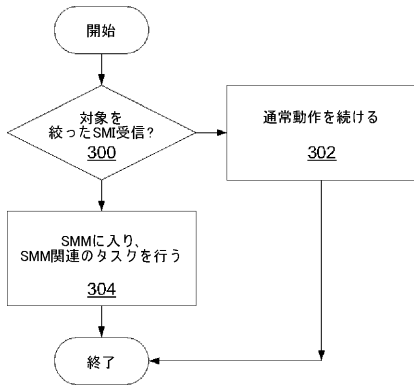 開始
対象を
絞ったSMI受信?
300
通常動作を続ける
302
SMMに入り、
SMM関連のタスクを行う
304
終了